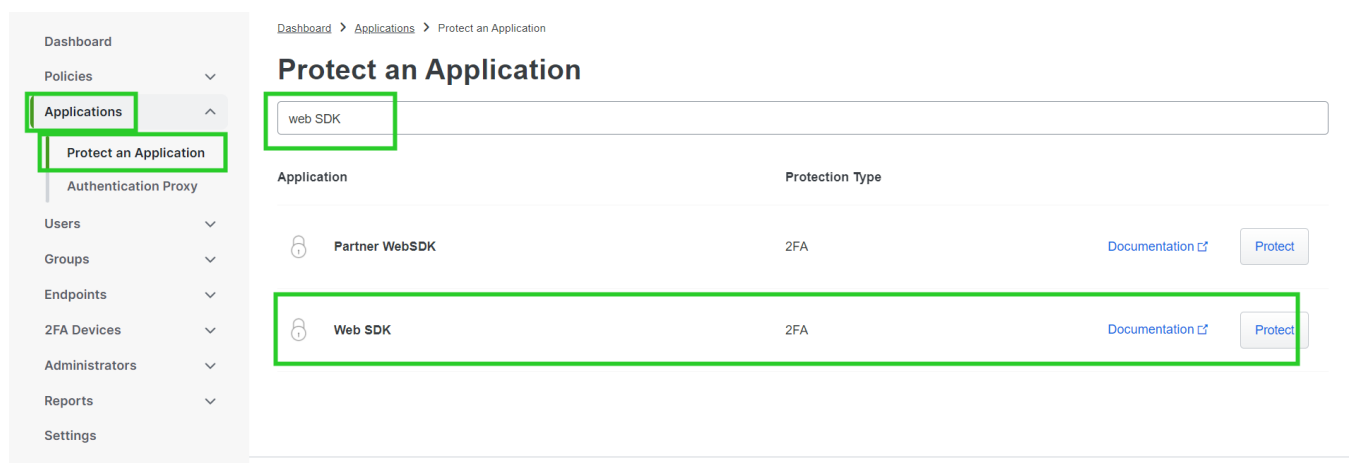 Dashboard
Policies
Applications
Protect an Application
Authentication Proxy
Users
Groups
Endpoints
2FA Devices
Administrators
Reports
Settings
Dashboard > Applications > Protect an Application
Protect an Application
web SDK
Application Protection Type
Partner WebSDK 2FA Documentation Protect
Web SDK 2FA Documentation Protect